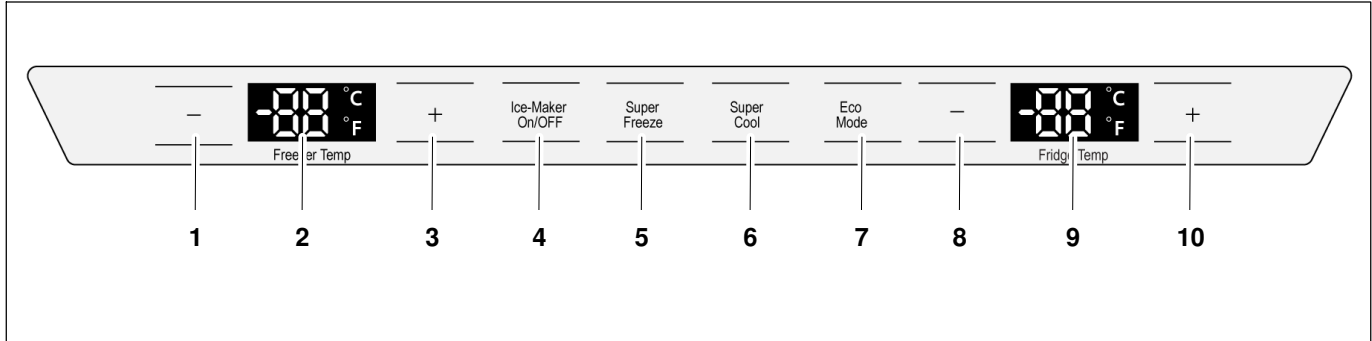 −
-88 °C °F
Freezer Temp
+
Ice-Maker
On/OFF
Super
Freeze
Super
Cool
Eco
Mode
−
-88 °C °F
Fridge Temp
+
1 2 3 4 5 6 7 8 9 10